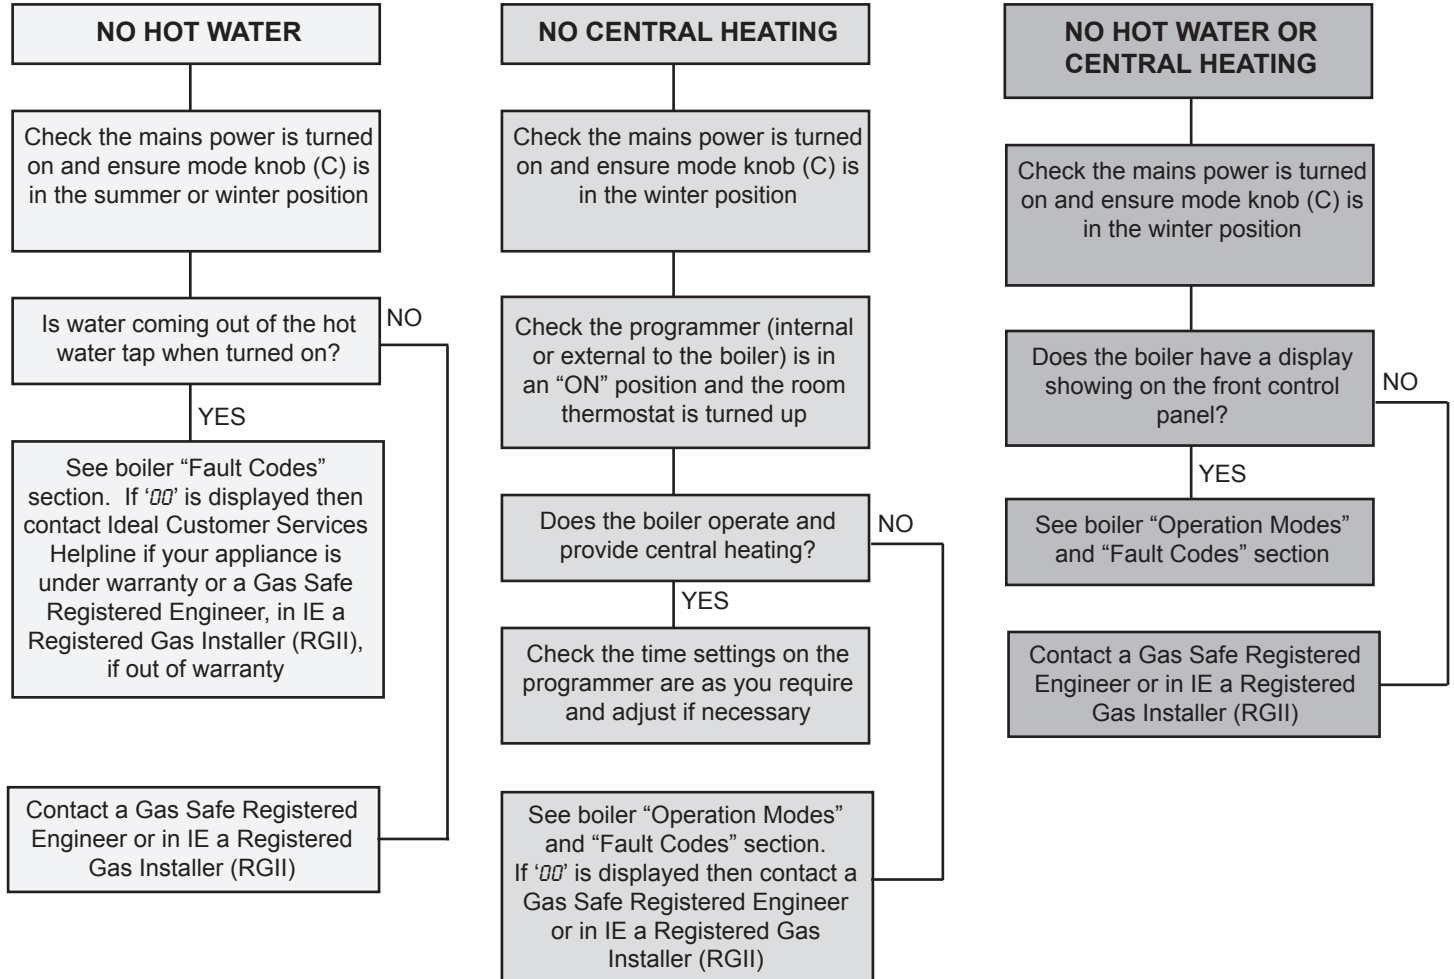 NO HOT WATER
Check the mains power is turned
on and ensure mode knob (C) is
in the summer or winter position
Is water coming out of the hot
water tap when turned on?
NO
YES
See boiler “Fault Codes”
section.  If ‘00’ is displayed then
contact Ideal Customer Services
Helpline if your appliance is
under warranty or a Gas Safe
Registered Engineer, in IE a
Registered Gas Installer (RGII),
if out of warranty
Contact a Gas Safe Registered
Engineer or in IE a Registered
Gas Installer (RGII)
NO CENTRAL HEATING
Check the mains power is turned
on and ensure mode knob (C) is
in the winter position
Check the programmer (internal
or external to the boiler) is in
an “ON” position and the room
thermostat is turned up
Does the boiler operate and
provide central heating?
NO
YES
Check the time settings on the
programmer are as you require
and adjust if necessary
See boiler “Operation Modes”
and “Fault Codes” section.
If ‘00’ is displayed then contact a
Gas Safe Registered Engineer
or in IE a Registered Gas
Installer (RGII)
NO HOT WATER OR
CENTRAL HEATING
Check the mains power is turned
on and ensure mode knob (C) is
in the winter position
Does the boiler have a display
showing on the front control
panel?
NO
YES
See boiler “Operation Modes”
and “Fault Codes” section
Contact a Gas Safe Registered
Engineer or in IE a Registered
Gas Installer (RGII)